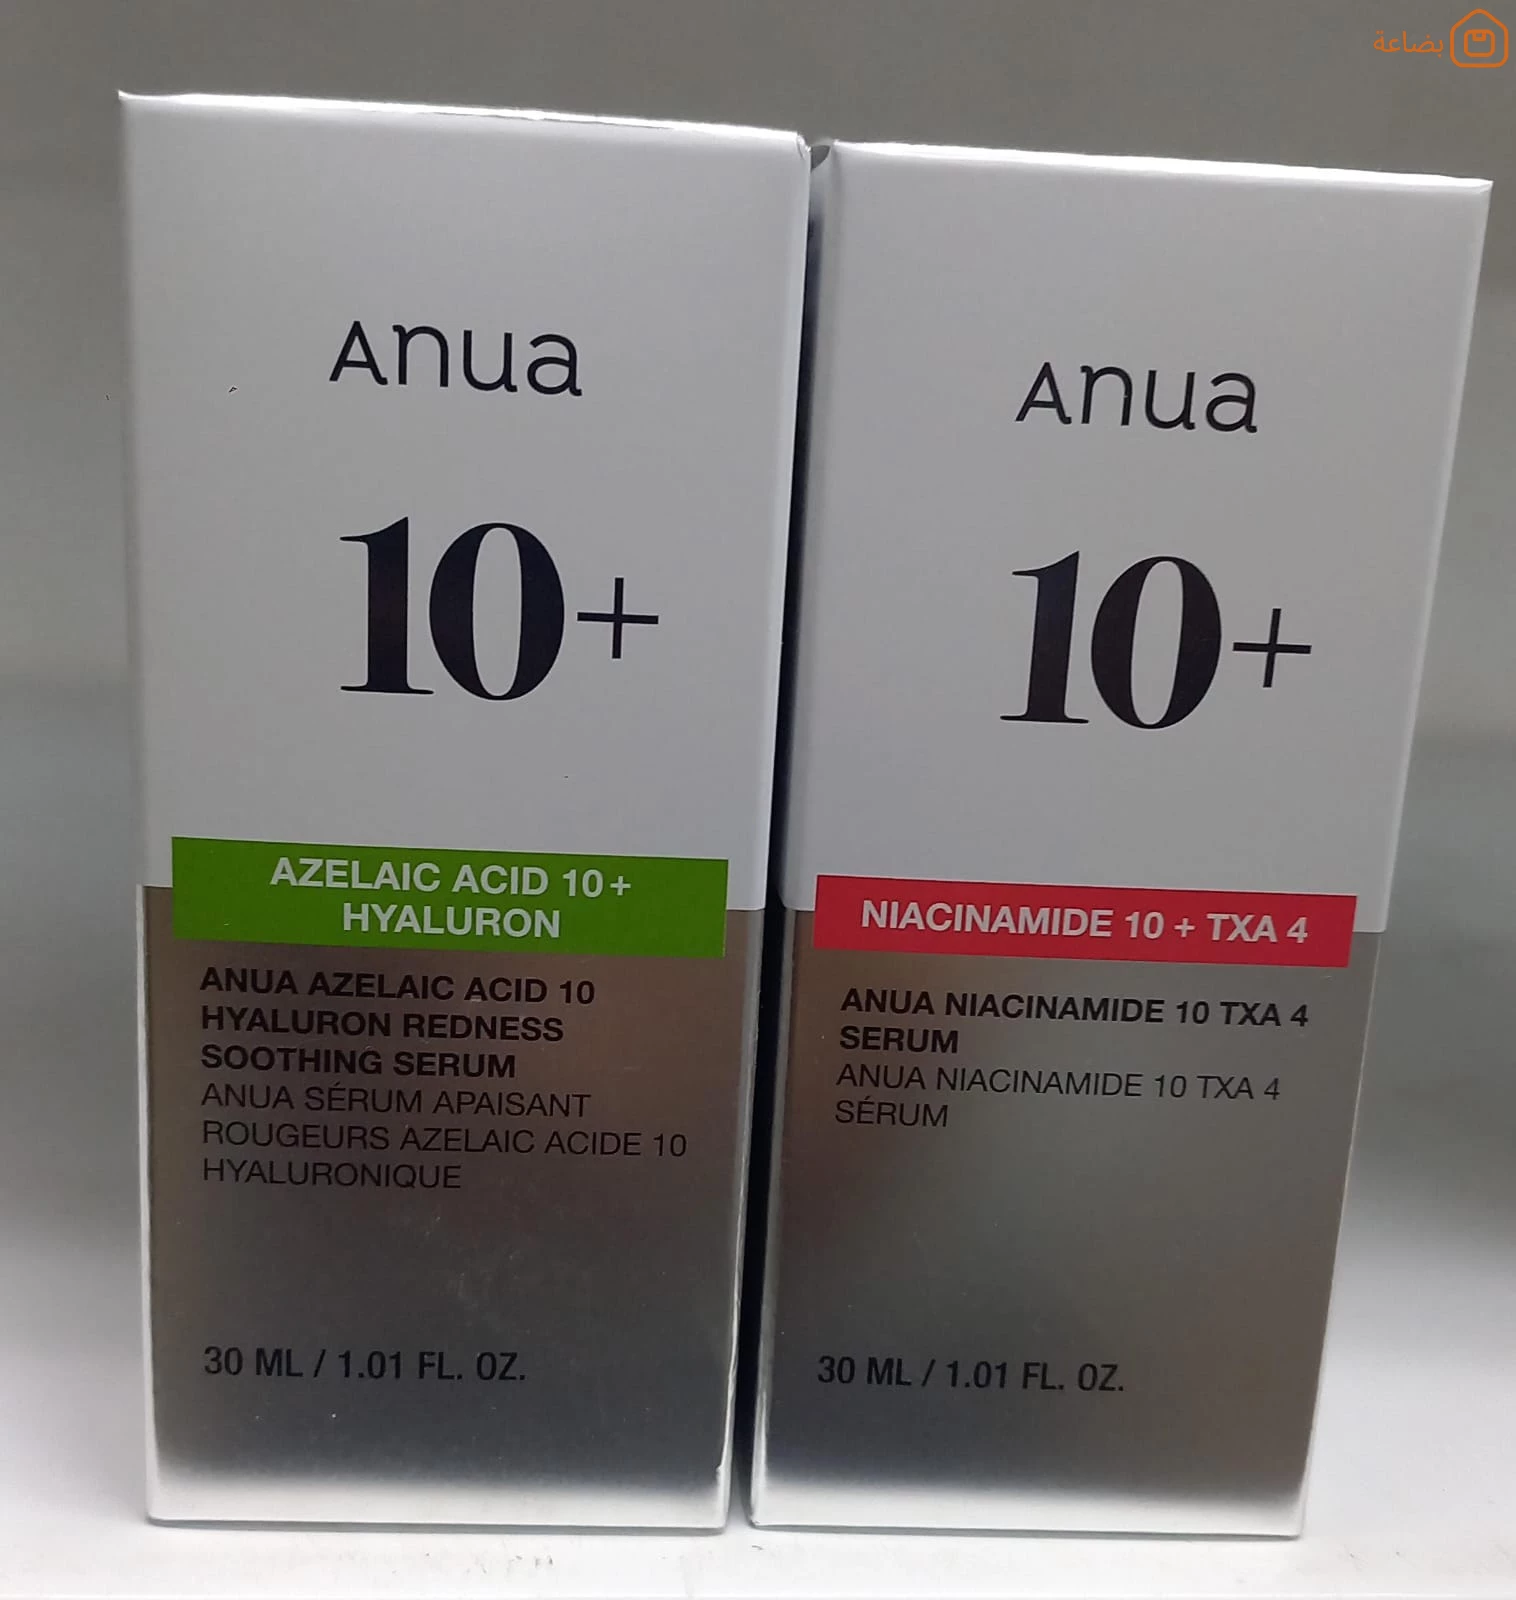 بضاعة
Anua
10+
AZELAIC ACID 10+
HYALURON
ANUA AZELAIC ACID 10
HYALURON REDNESS
SOOTHING SERUM
ANUA SÉRUM APAISANT
ROUGEURS AZELAIC ACIDE 10
HYALURONIQUE
30 ML / 1.01 FL. OZ.
Anua
10+
NIACINAMIDE 10 + TXA 4
ANUA NIACINAMIDE 10 TXA 4
SERUM
ANUA NIACINAMIDE 10 TXA 4
SÉRUM
30 ML / 1.01 FL. OZ.